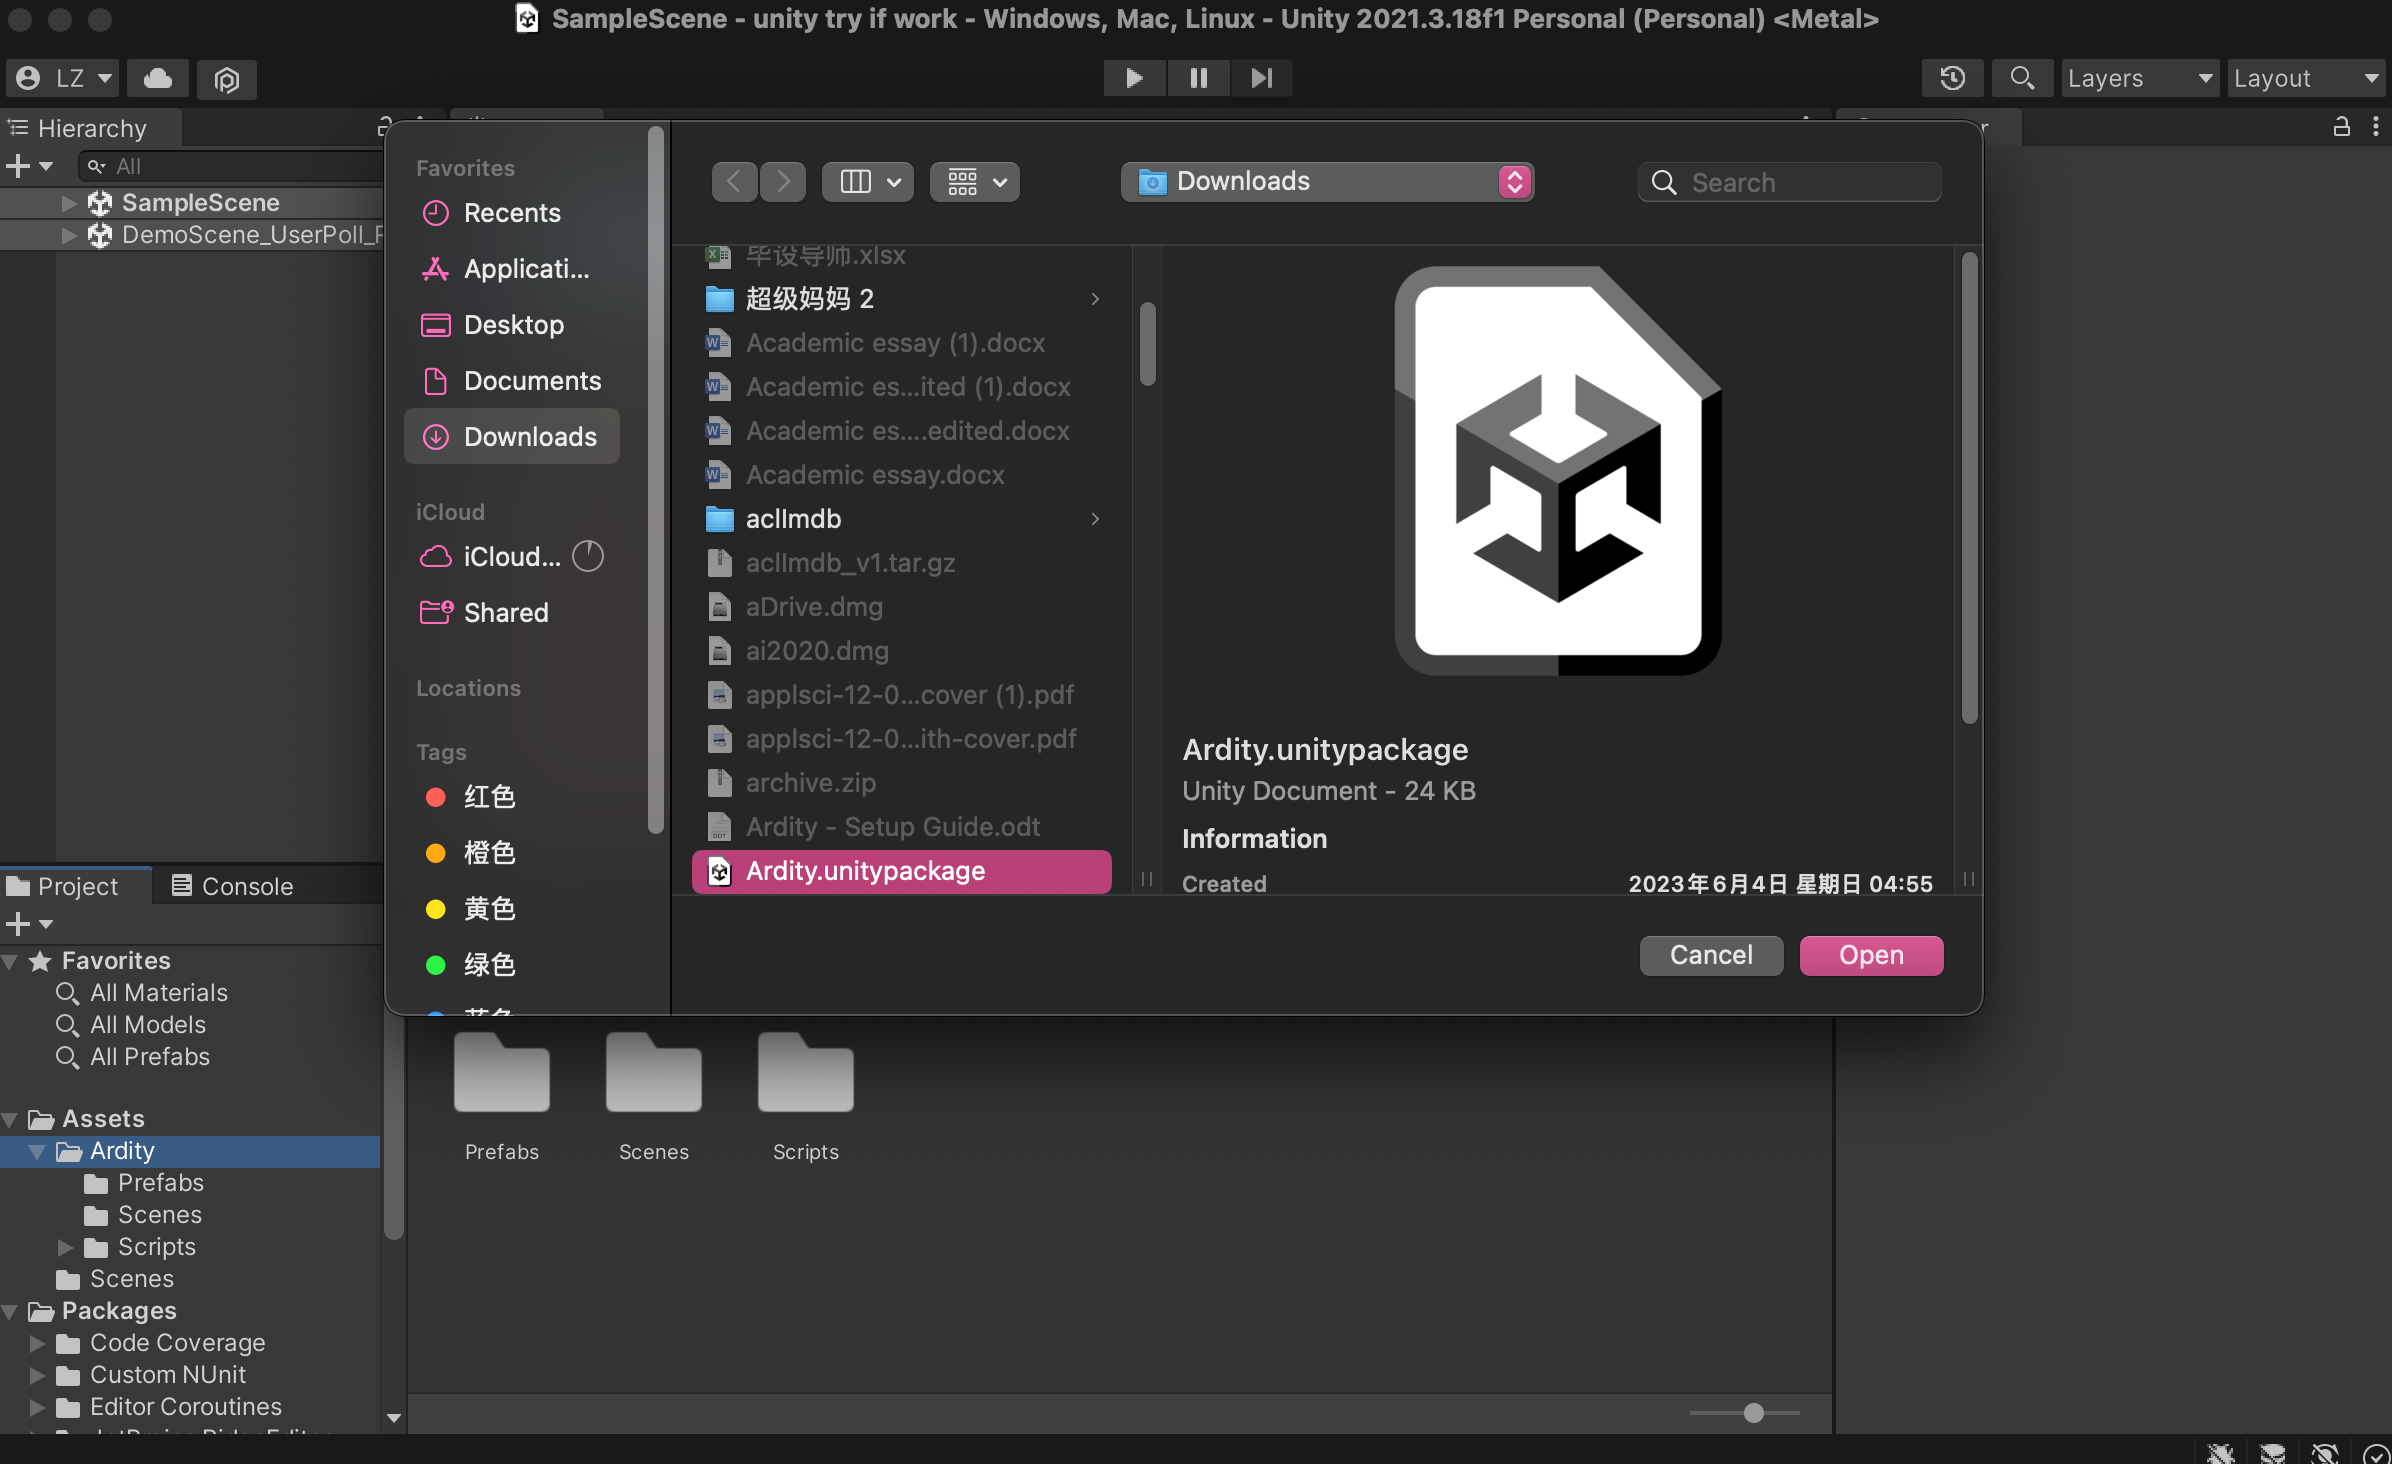 SampleScene - unity try if work - Windows, Mac, Linux - Unity 2021.3.18f1 Personal (Personal) <Metal>
LZ
Layers
Layout
Hierarchy
All
SampleScene
DemoScene_UserPoll_
Favorites
Recents
Applicati...
Desktop
Documents
Downloads
iCloud
iCloud...
Shared
Locations
Tags
红色
橙色
黄色
绿色
蓝色
Downloads
Search
毕设导师.xlsx
超级妈妈 2
Academic essay (1).docx
Academic es...ited (1).docx
Academic es....edited.docx
Academic essay.docx
aclImdb
aclImdb_v1.tar.gz
aDrive.dmg
ai2020.dmg
applsci-12-0...cover (1).pdf
applsci-12-0...ith-cover.pdf
archive.zip
Ardity - Setup Guide.odt
Ardity.unitypackage
Ardity.unitypackage
Unity Document - 24 KB
Information
Created
2023年6月4日 星期日 04:55
Cancel
Open
Project
Console
Favorites
All Materials
All Models
All Prefabs
Assets
Ardity
Prefabs
Scenes
Scripts
Scenes
Packages
Code Coverage
Custom NUnit
Editor Coroutines
JetBrains Rider Editor
Prefabs
Scenes
Scripts